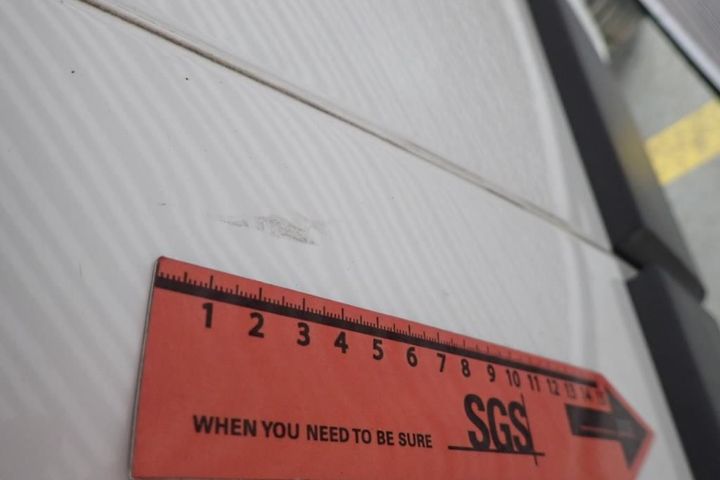 1 2 3 4 5 6 7 8 9 10 11 12 13 14
WHEN YOU NEED TO BE SURE SGS